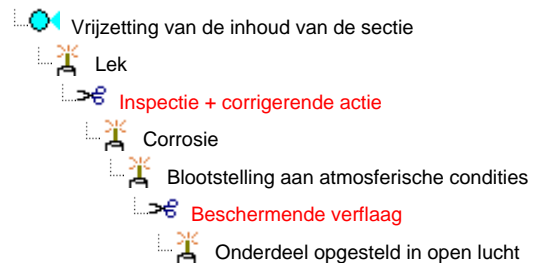 Vrijzetting van de inhoud van de sectie
Lek
Inspectie + corrigerende actie
Corrosie
Blootstelling aan atmosferische condities
Beschermende verflaag
Onderdeel opgesteld in open lucht